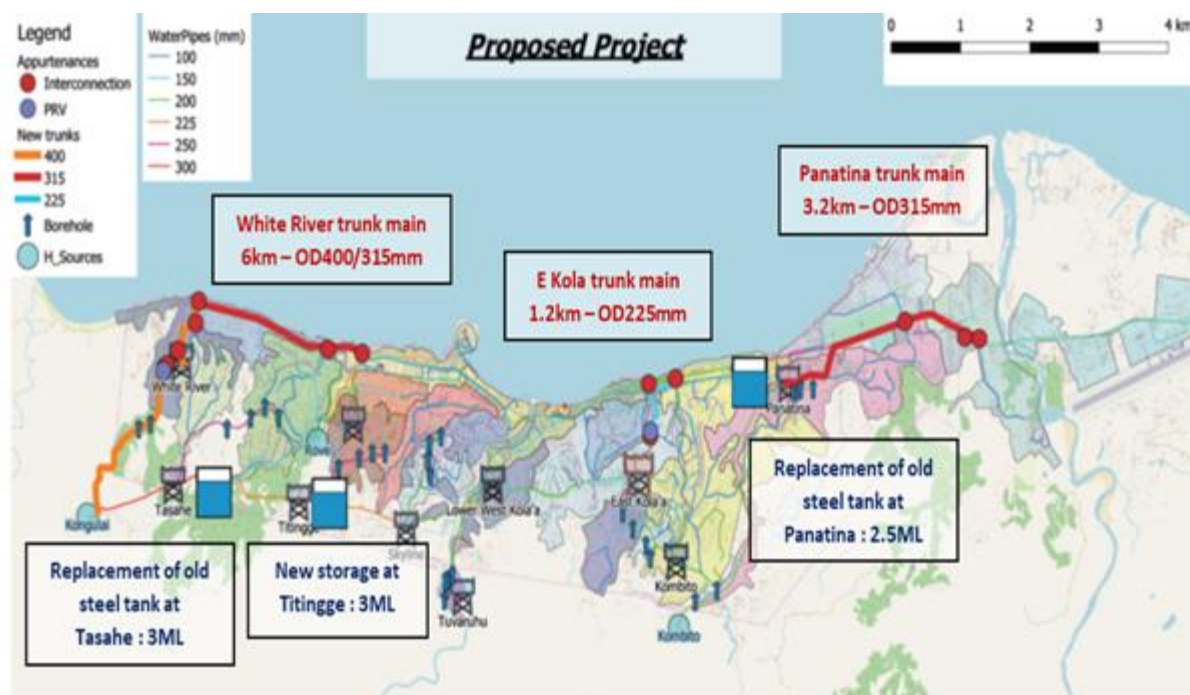 Proposed Project
0 1 2 3 4 km
Legend
Appurtenances
Interconnection
PRV
New trunks
400
315
225
Borehole
H_Sources
WaterPipes (mm)
100
150
200
225
250
300
White River trunk main
6km – OD400/315mm
E Kola trunk main
1.2km – OD225mm
Panatina trunk main
3.2km – OD315mm
White River
Rove
Panatina
Tasahe
Titingge
Lower West Kola'a
East Kola'a
Skyline
Kongulai
Kombito
Tuvaruhu
Kombito
Replacement of old
steel tank at
Tasahe : 3ML
New storage at
Titingge : 3ML
Replacement of old
steel tank at
Panatina : 2.5ML